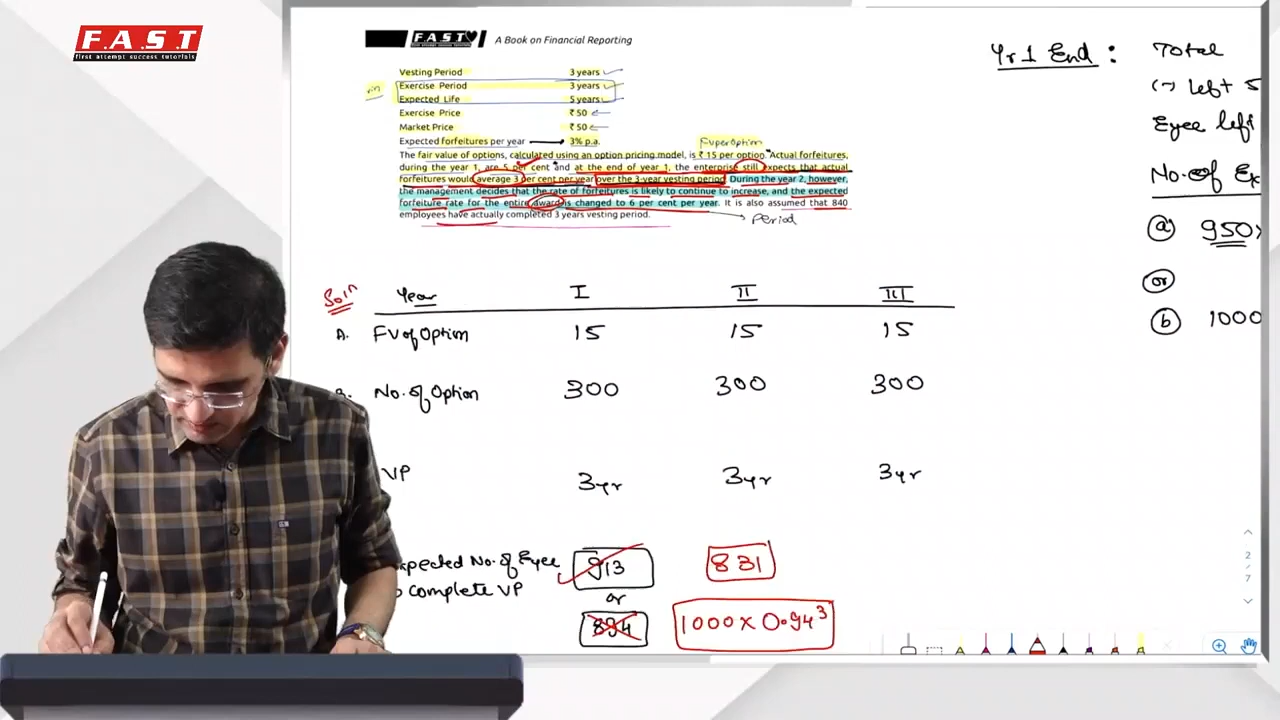 F.A.S.T
first attempt success tutorials
FAST
A Book on Financial Reporting
Vesting Period 3 years
Exercise Period 3 years
Expected Life 5 years
Exercise Price ₹ 50
Market Price ₹ 50
Expected forfeitures per year 3% p.a.
FV per option
The fair value of options, calculated using an option pricing model, is ₹ 15 per option. Actual forfeitures,
during the year 1, are 5 per cent and at the end of year 1, the enterprise still expects that actual
forfeitures would average 3 per cent per year over the 3-year vesting period. During the year 2, however,
the management decides that the rate of forfeitures is likely to continue to increase, and the expected
forfeiture rate for the entire award is changed to 6 per cent per year. It is also assumed that 840
employees have actually completed 3 years vesting period.
Period
Yr 1 End : Total
(-) left 5
Eyee left
No. of Ex
(a) 950x
or
(b) 1000
Soln
Year I II III
A. FV of Option 15 15 15
No. of Option 300 300 300
VP 3yr 3yr 3yr
xpected No. of Eyee 913 831
o complete VP or
894 1000 x 0.94³
2
/
7